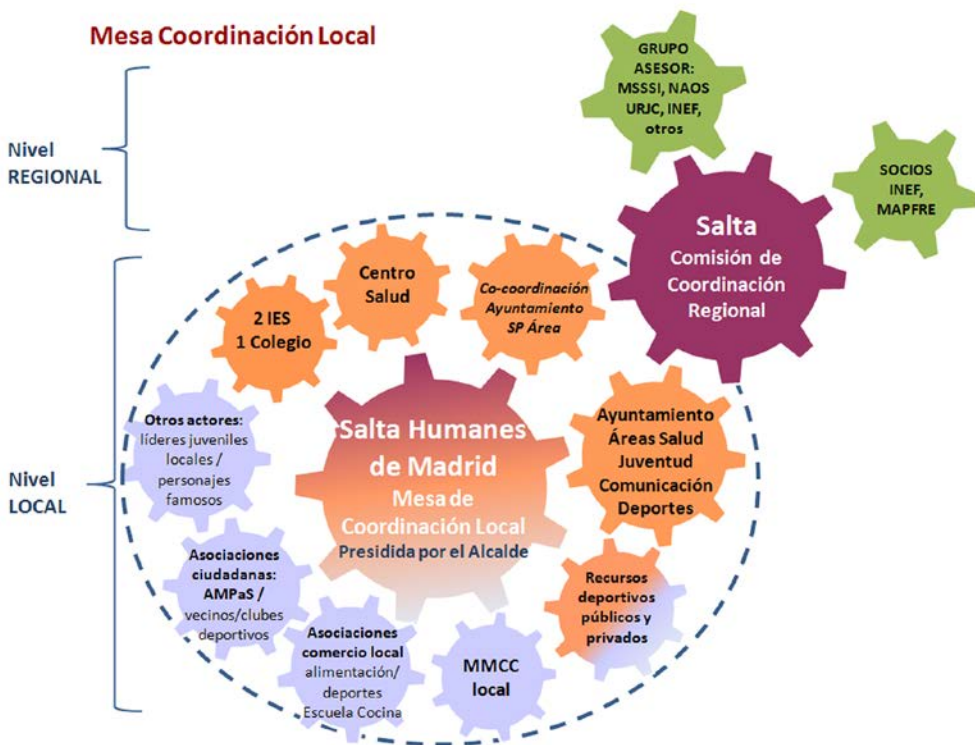 Mesa Coordinación Local
Nivel
REGIONAL
GRUPO
ASESOR:
MSSSI, NAOS
URJC, INEF,
otros
SOCIOS
INEF,
MAPFRE
Salta
Comisión de
Coordinación
Regional
Nivel
LOCAL
Centro
Salud
Co-coordinación
Ayuntamiento
SP Área
2 IES
1 Colegio
Otros actores:
líderes juveniles
locales /
personajes
famosos
Salta Humanes
de Madrid
Mesa de
Coordinación Local
Presidida por el Alcalde
Ayuntamiento
Áreas Salud
Juventud
Comunicación
Deportes
Asociaciones
ciudadanas:
AMPaS /
vecinos/clubes
deportivos
Asociaciones
comercio local
alimentación/
deportes
Escuela Cocina
MMCC
local
Recursos
deportivos
públicos y
privados